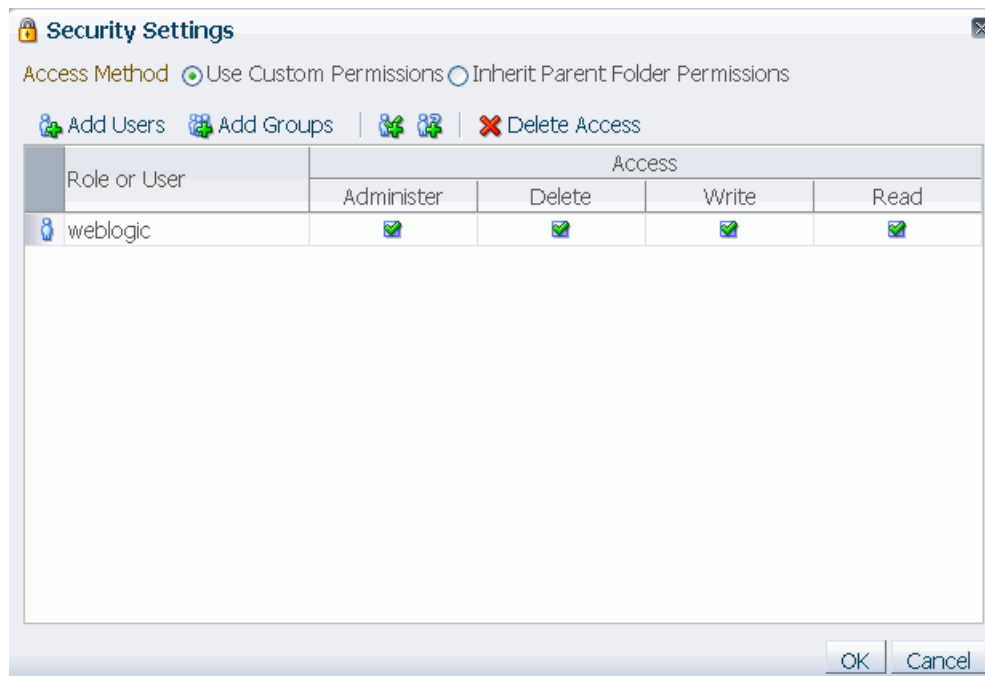 Security Settings
Access Method Use Custom Permissions Inherit Parent Folder Permissions
Add Users Add Groups Delete Access
Role or User Access
Administer Delete Write Read
weblogic
OK Cancel